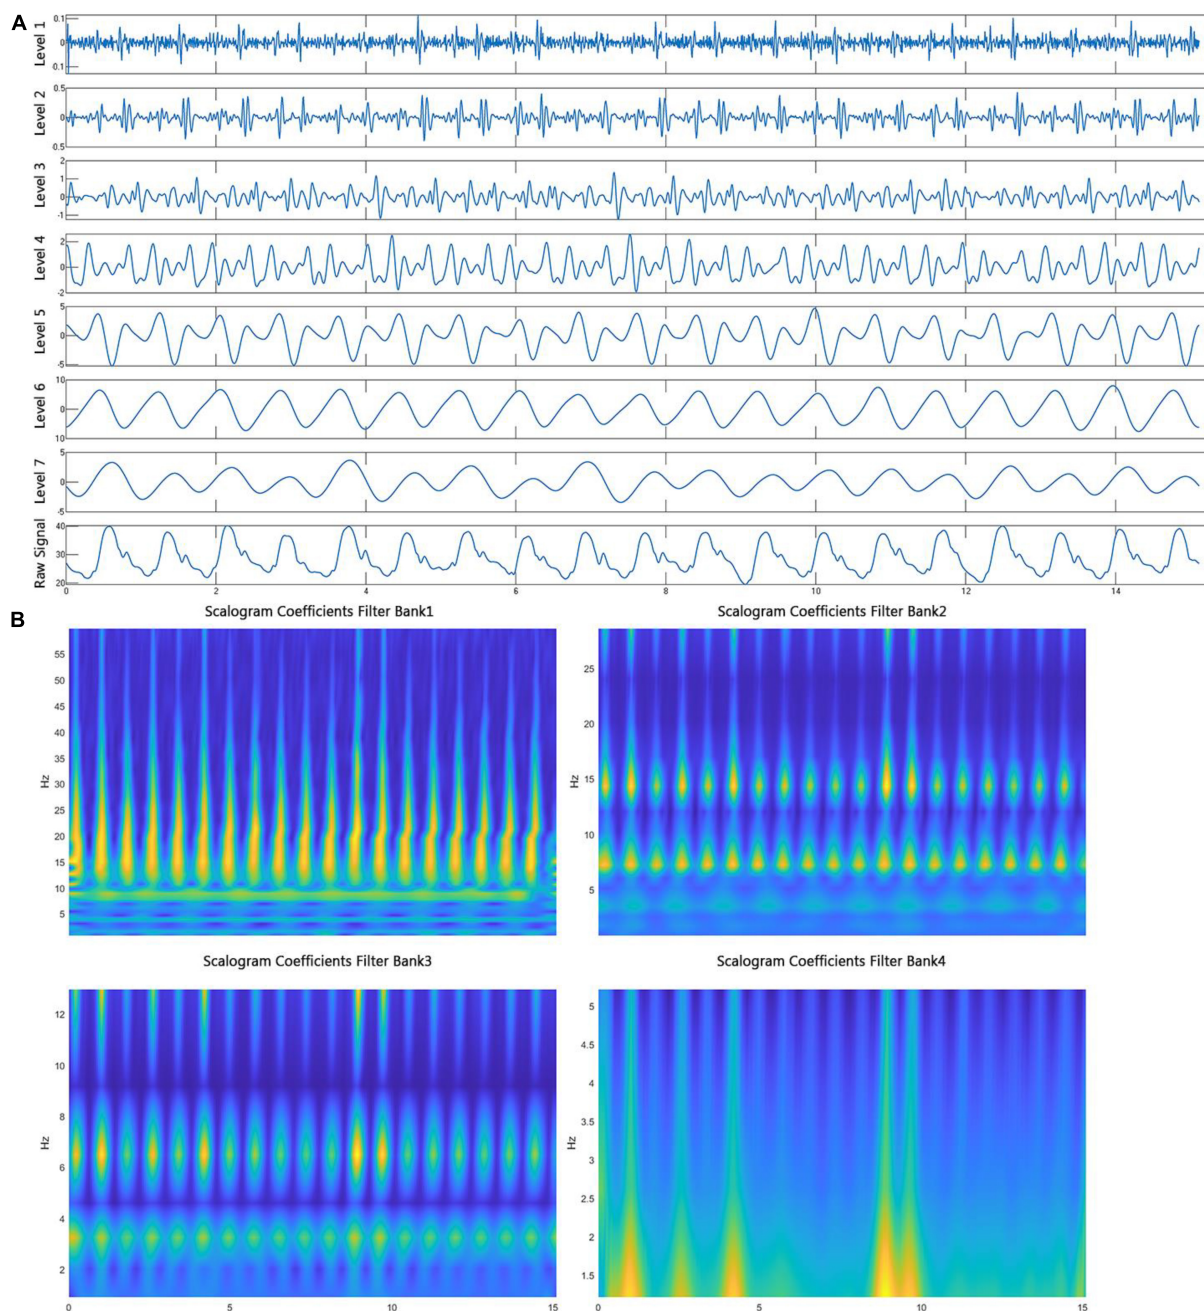 A
Level 1
0.1
0
0.1
Level 2
0.5
0
0.5
Level 3
2
1
0
-1
Level 4
2
0
-2
Level 5
5
0
-5
Level 6
10
0
10
Level 7
5
0
-5
Raw Signal
40
30
20
0 2 4 6 8 10 12 14
B
Scalogram Coefficients Filter Bank1
Hz
55
50
45
40
35
30
25
20
15
10
5
Scalogram Coefficients Filter Bank2
Hz
25
20
15
10
5
Scalogram Coefficients Filter Bank3
Hz
12
10
8
6
4
2
0 5 10 15
Scalogram Coefficients Filter Bank4
Hz
5
4.5
4
3.5
3
2.5
2
1.5
0 5 10 15